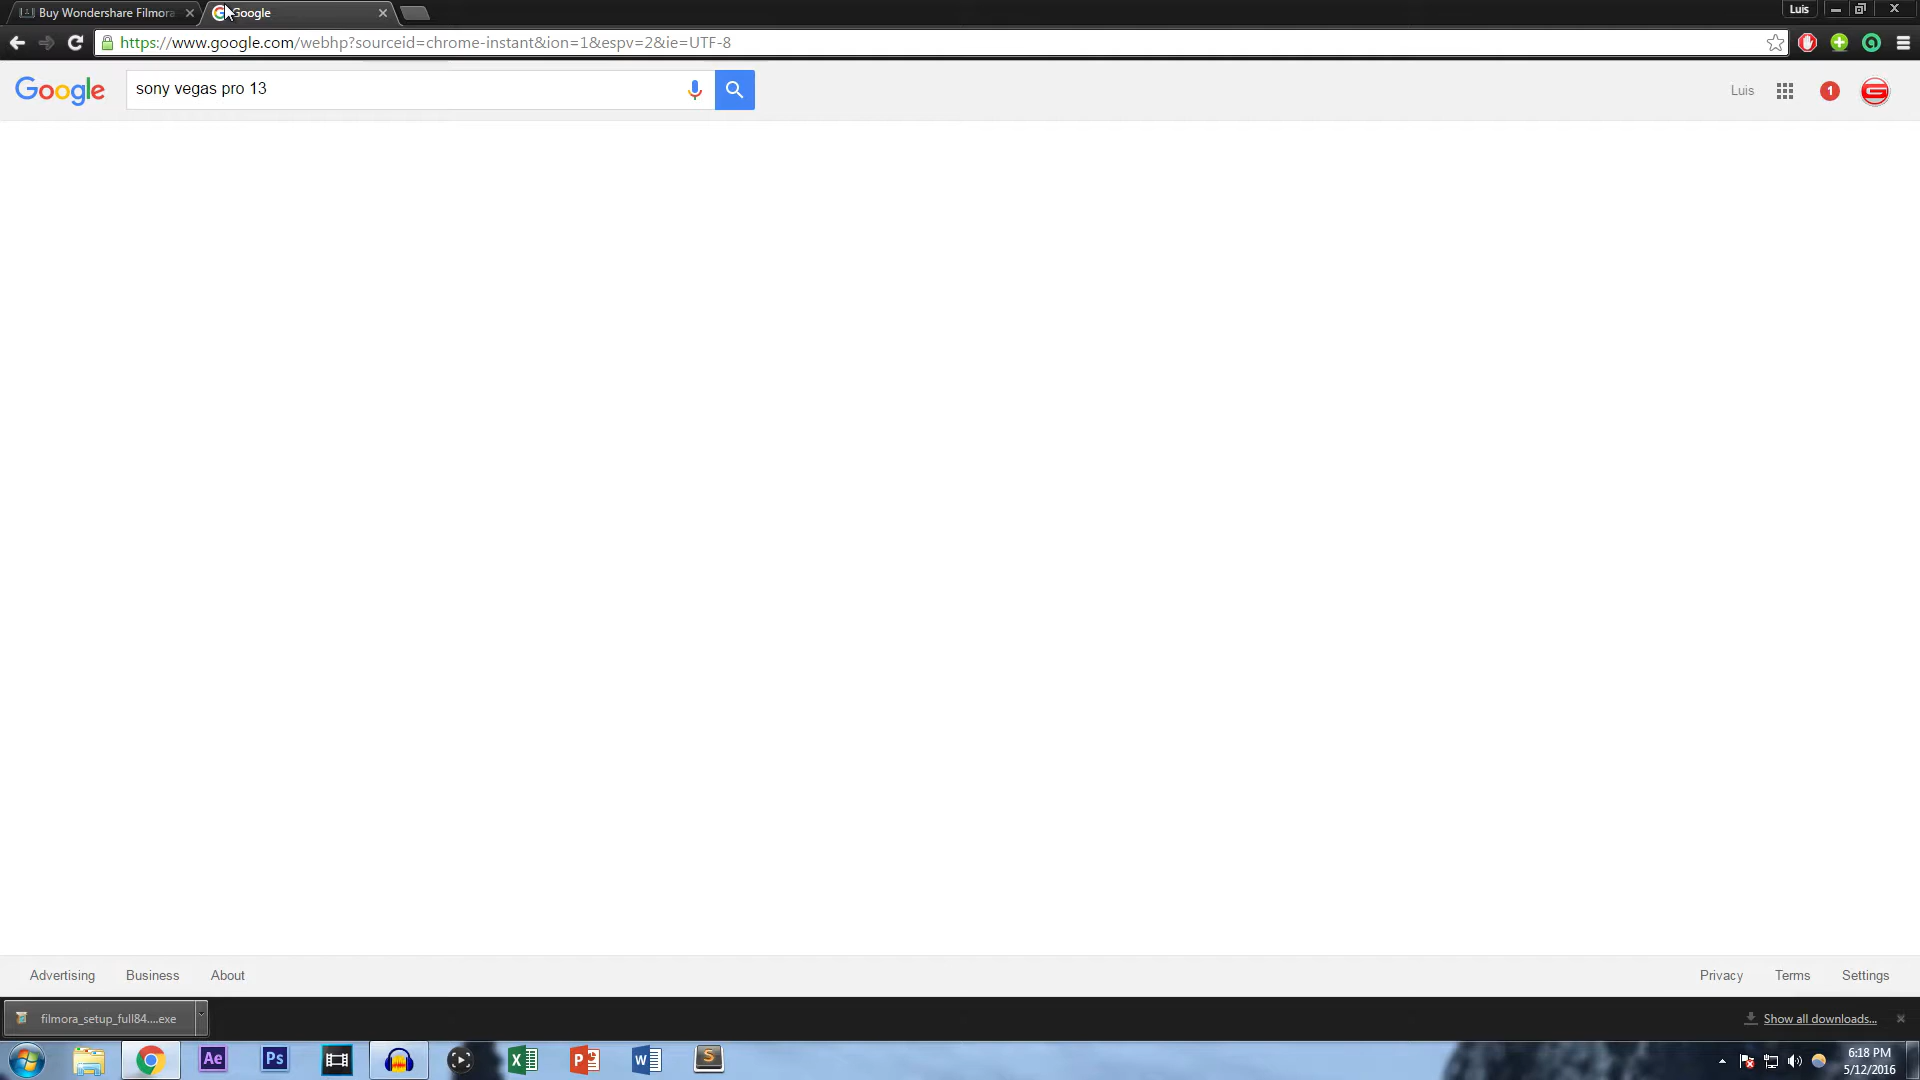 Buy Wondershare Filmora
Google
Luis
https://www.google.com/webhp?sourceid=chrome-instant&ion=1&espv=2&ie=UTF-8
Google
sony vegas pro 13
Luis
1
Advertising
Business
About
Privacy
Terms
Settings
filmora_setup_full84....exe
Show all downloads...
Ae
Ps
S
6:18 PM
5/12/2016